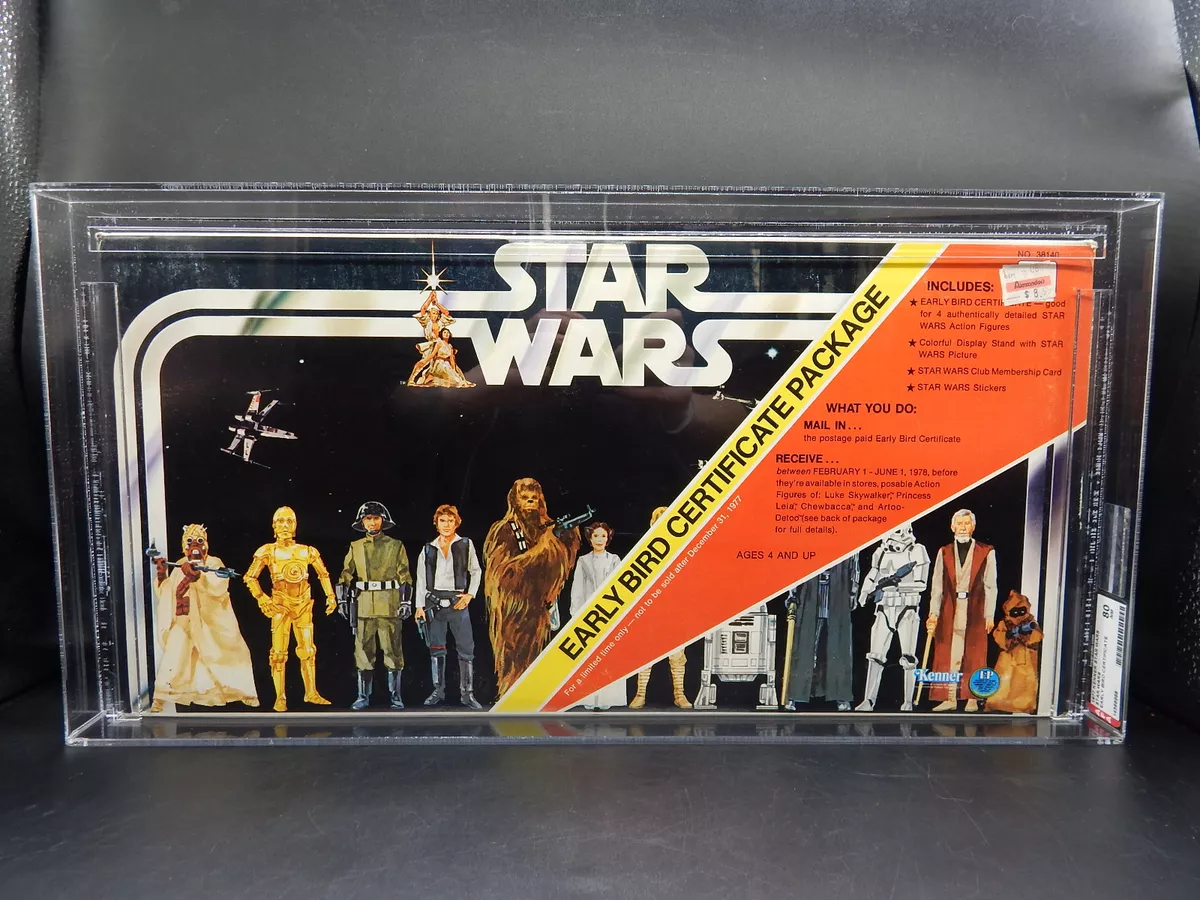 STAR
WARS
EARLY BIRD CERTIFICATE PACKAGE
For a limited time only — not to be sold after December 31, 1977
NO. 38140
$ 8.
INCLUDES:
★ EARLY BIRD CERTIFICATE — good
for 4 authentically detailed STAR
WARS Action Figures
★ Colorful Display Stand with STAR
WARS Picture
★ STAR WARS Club Membership Card
★ STAR WARS Stickers
WHAT YOU DO:
MAIL IN...
the postage paid Early Bird Certificate
RECEIVE...
between FEBRUARY 1 - JUNE 1, 1978, before
they're available in stores, posable Action
Figures of: Luke Skywalker, Princess
Leia, Chewbacca, and Artoo-
Detoo (see back of package
for full details).
AGES 4 AND UP
Kenner
80